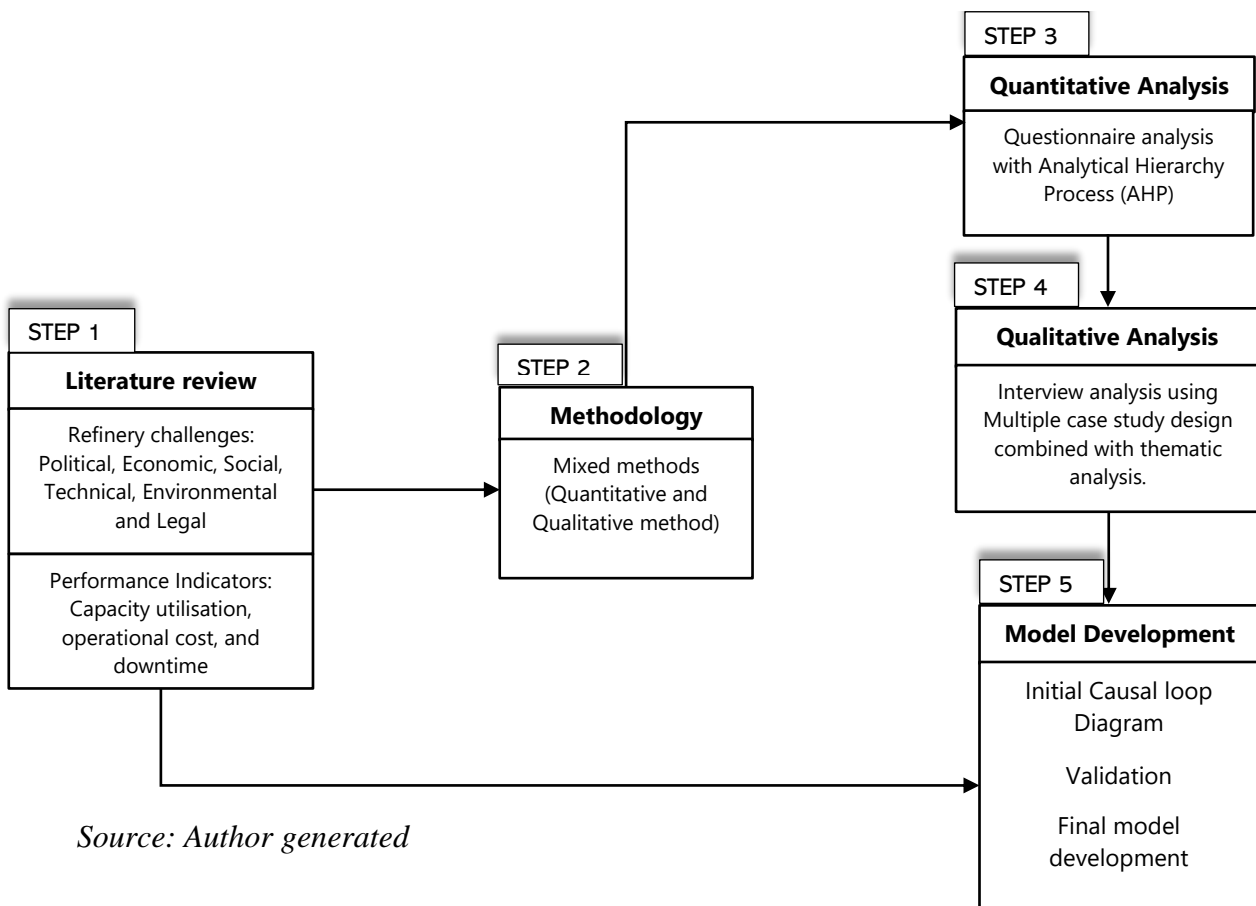 STEP 1
Literature review
Refinery challenges:
Political, Economic, Social,
Technical, Environmental
and Legal
Performance Indicators:
Capacity utilisation,
operational cost, and
downtime
STEP 2
Methodology
Mixed methods
(Quantitative and
Qualitative method)
STEP 3
Quantitative Analysis
Questionnaire analysis
with Analytical Hierarchy
Process (AHP)
STEP 4
Qualitative Analysis
Interview analysis using
Multiple case study design
combined with thematic
analysis.
STEP 5
Model Development
Initial Causal loop
Diagram
Validation
Final model
development
Source: Author generated